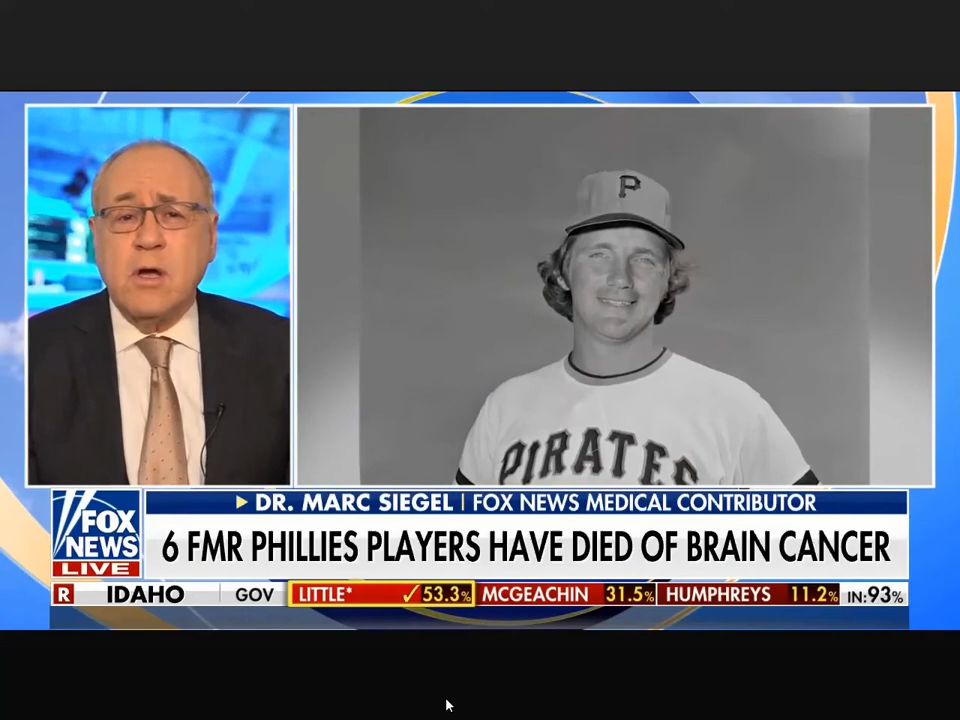 P
PIRATES
DR. MARC SIEGEL | FOX NEWS MEDICAL CONTRIBUTOR
FOX
NEWS
LIVE
6 FMR PHILLIES PLAYERS HAVE DIED OF BRAIN CANCER
R IDAHO GOV LITTLE* ✓53.3% MCGEACHIN 31.5% HUMPHREYS 11.2% IN:93%